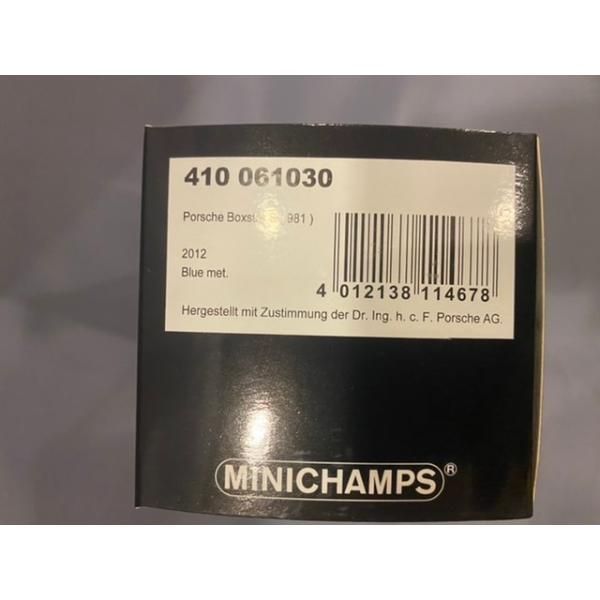 410 061030
Porsche 981 )
2012
Blue met.
4 012138 114678
Hergestellt mit Zustimmung der Dr. Ing. h. c. F. Porsche AG.
MINICHAMPS®